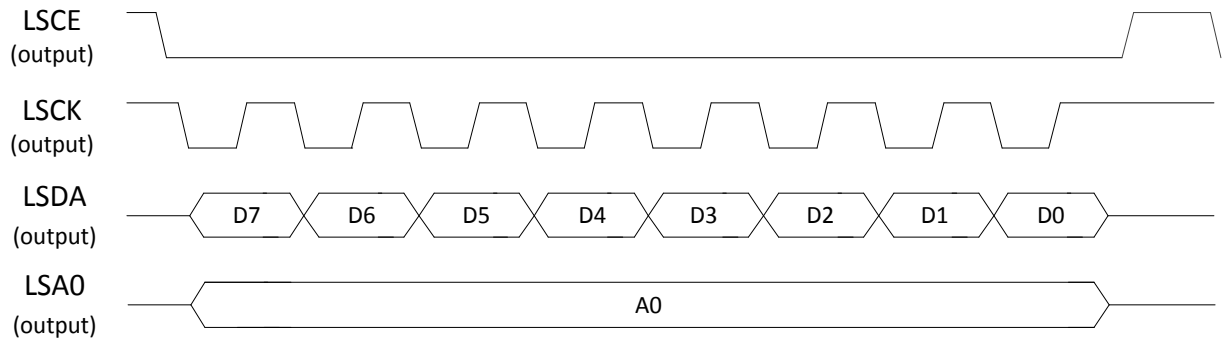 LSCE
(output)
LSCK
(output)
LSDA
(output)
D7 D6 D5 D4 D3 D2 D1 D0
LSA0
(output)
A0